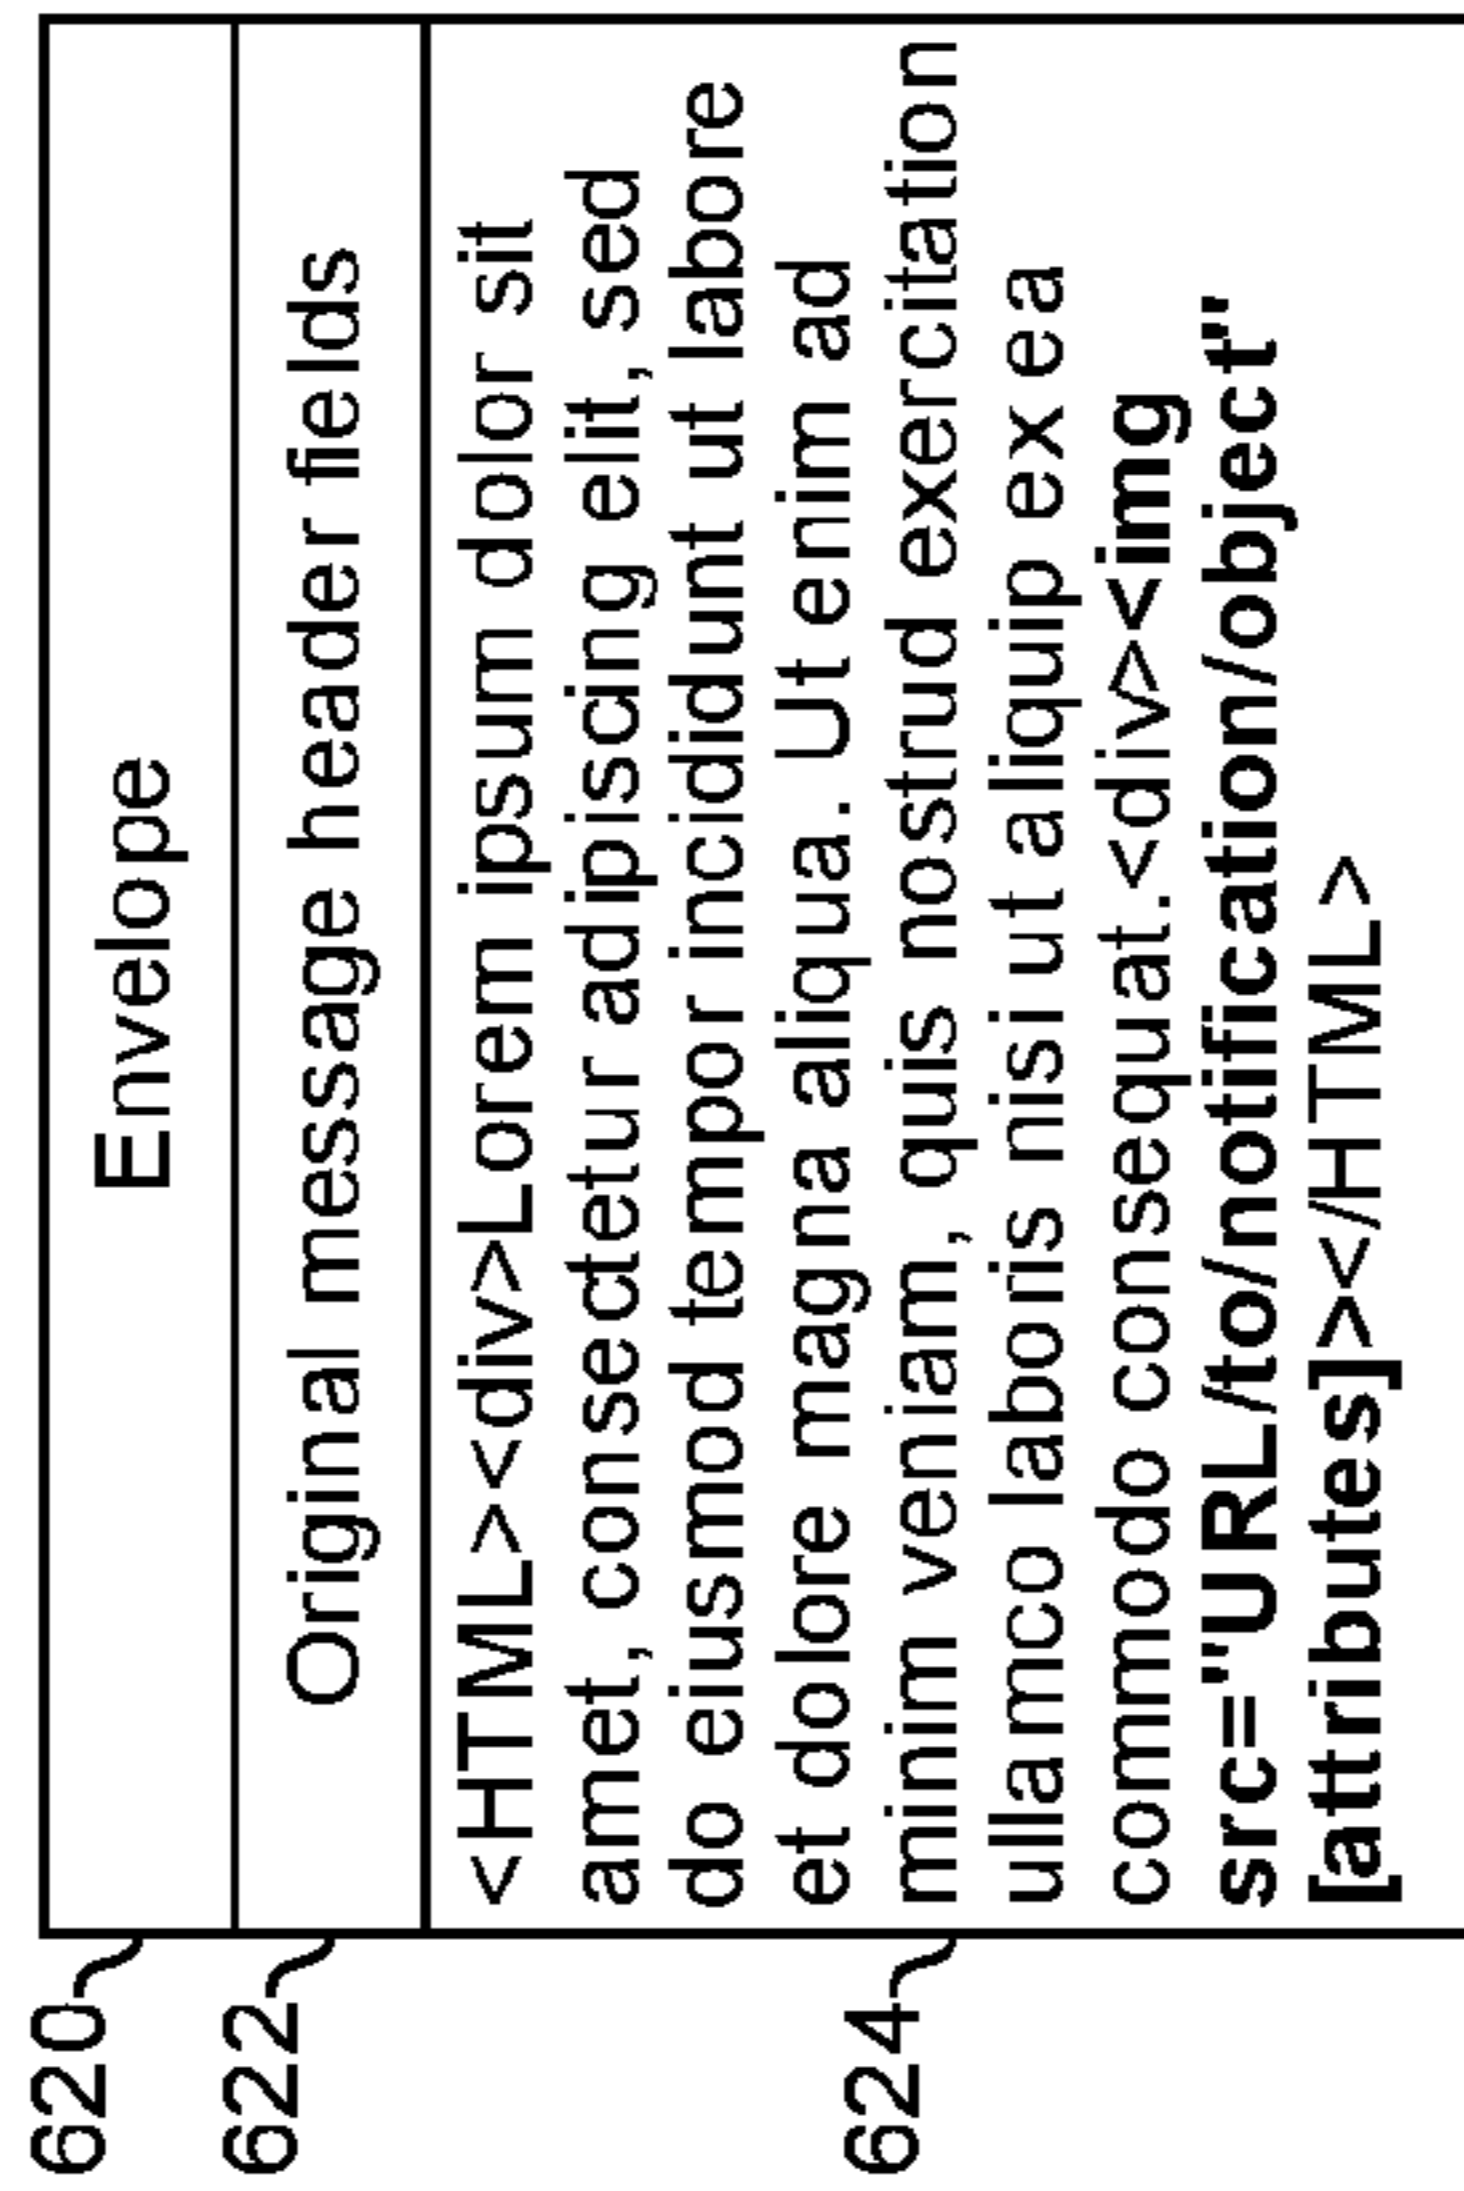 620
Envelope
622
Original message header fields
624
<HTML><div>Lorem ipsum dolor sit
amet, consectetur adipiscing elit, sed
do eiusmod tempor incididunt ut labore
et dolore magna aliqua. Ut enim ad
minim veniam, quis nostrud exercitation
ullamco laboris nisi ut aliquip ex ea
commodo consequat.<div><img
src="URL/to/notification/object"
[attributes]></HTML>